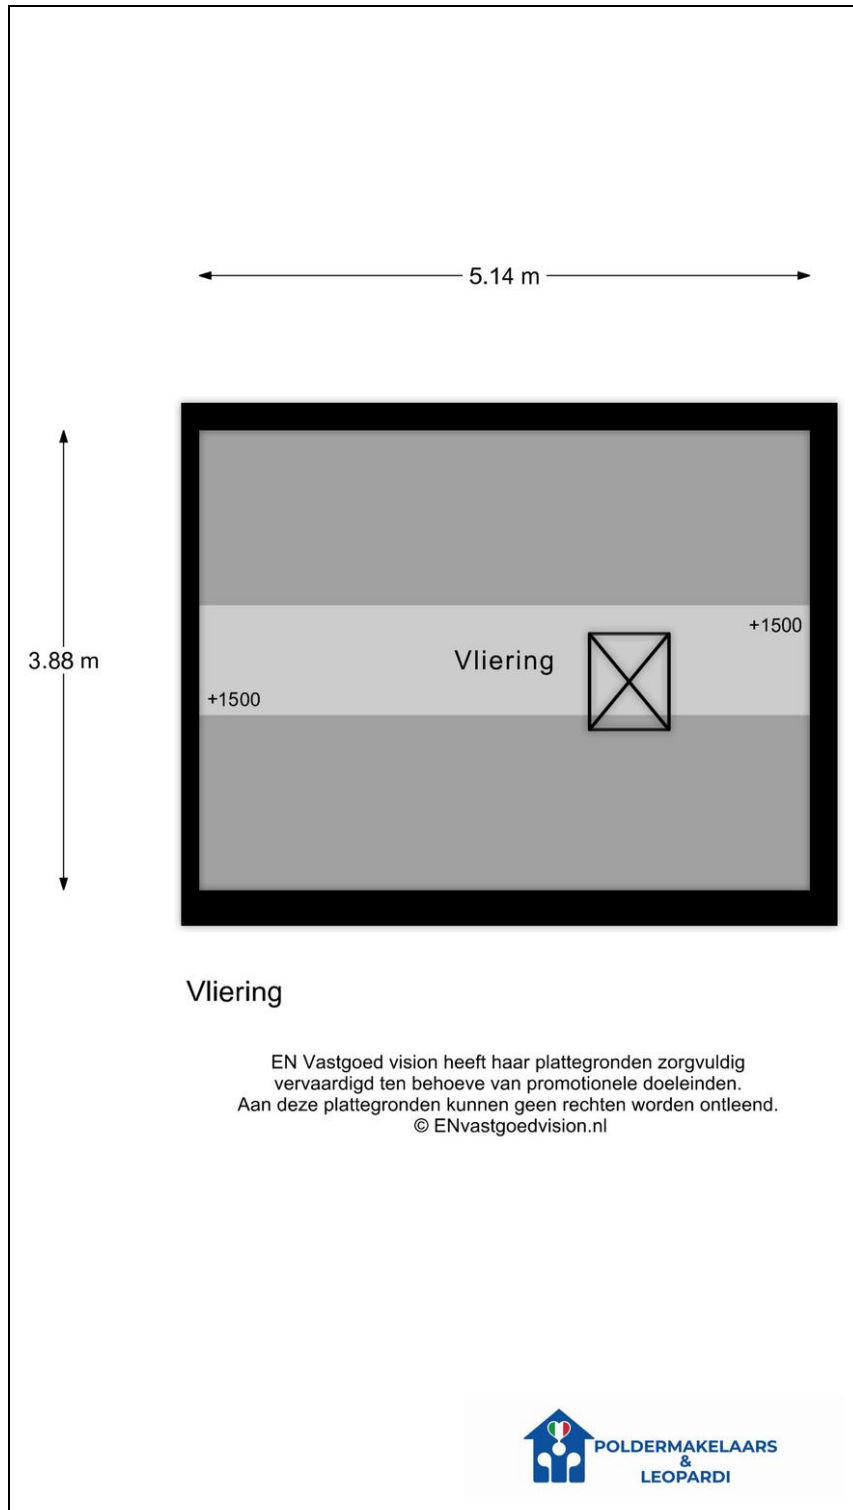 5.14 m
+1500
Vliering
3.88 m
+1500
Vliering
EN Vastgoed vision heeft haar plattegronden zorgvuldig
vervaardigd ten behoeve van promotionele doeleinden.
Aan deze plattegronden kunnen geen rechten worden ontleend.
© ENvastgoedvision.nl
POLDERMAKELAARS
&
LEOPARDI